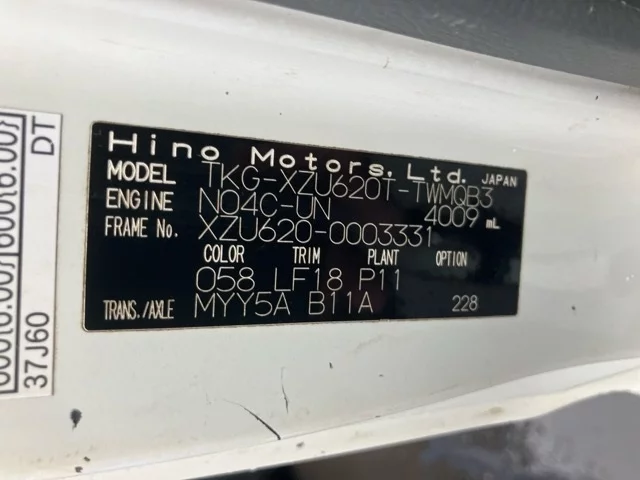 Hino Motors, Ltd. JAPAN
MODEL TKG-XZU620T-TWMQB3
ENGINE N04C-UN 4009 mL
FRAME No. XZU620-0003331
COLOR TRIM PLANT OPTION
058 LF18 P11
TRANS./AXLE MYY5A B11A 228
DT
37J60